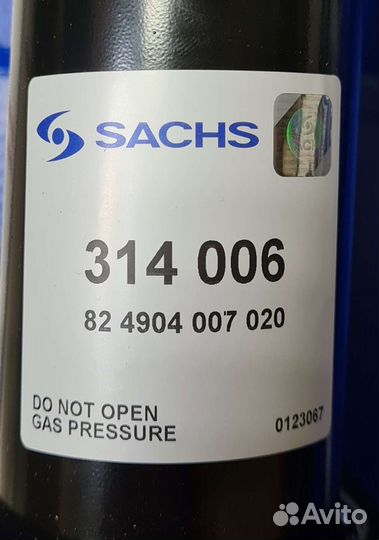 SACHS
314 006
82 4904 007 020
DO NOT OPEN
GAS PRESSURE
0123067
Avito